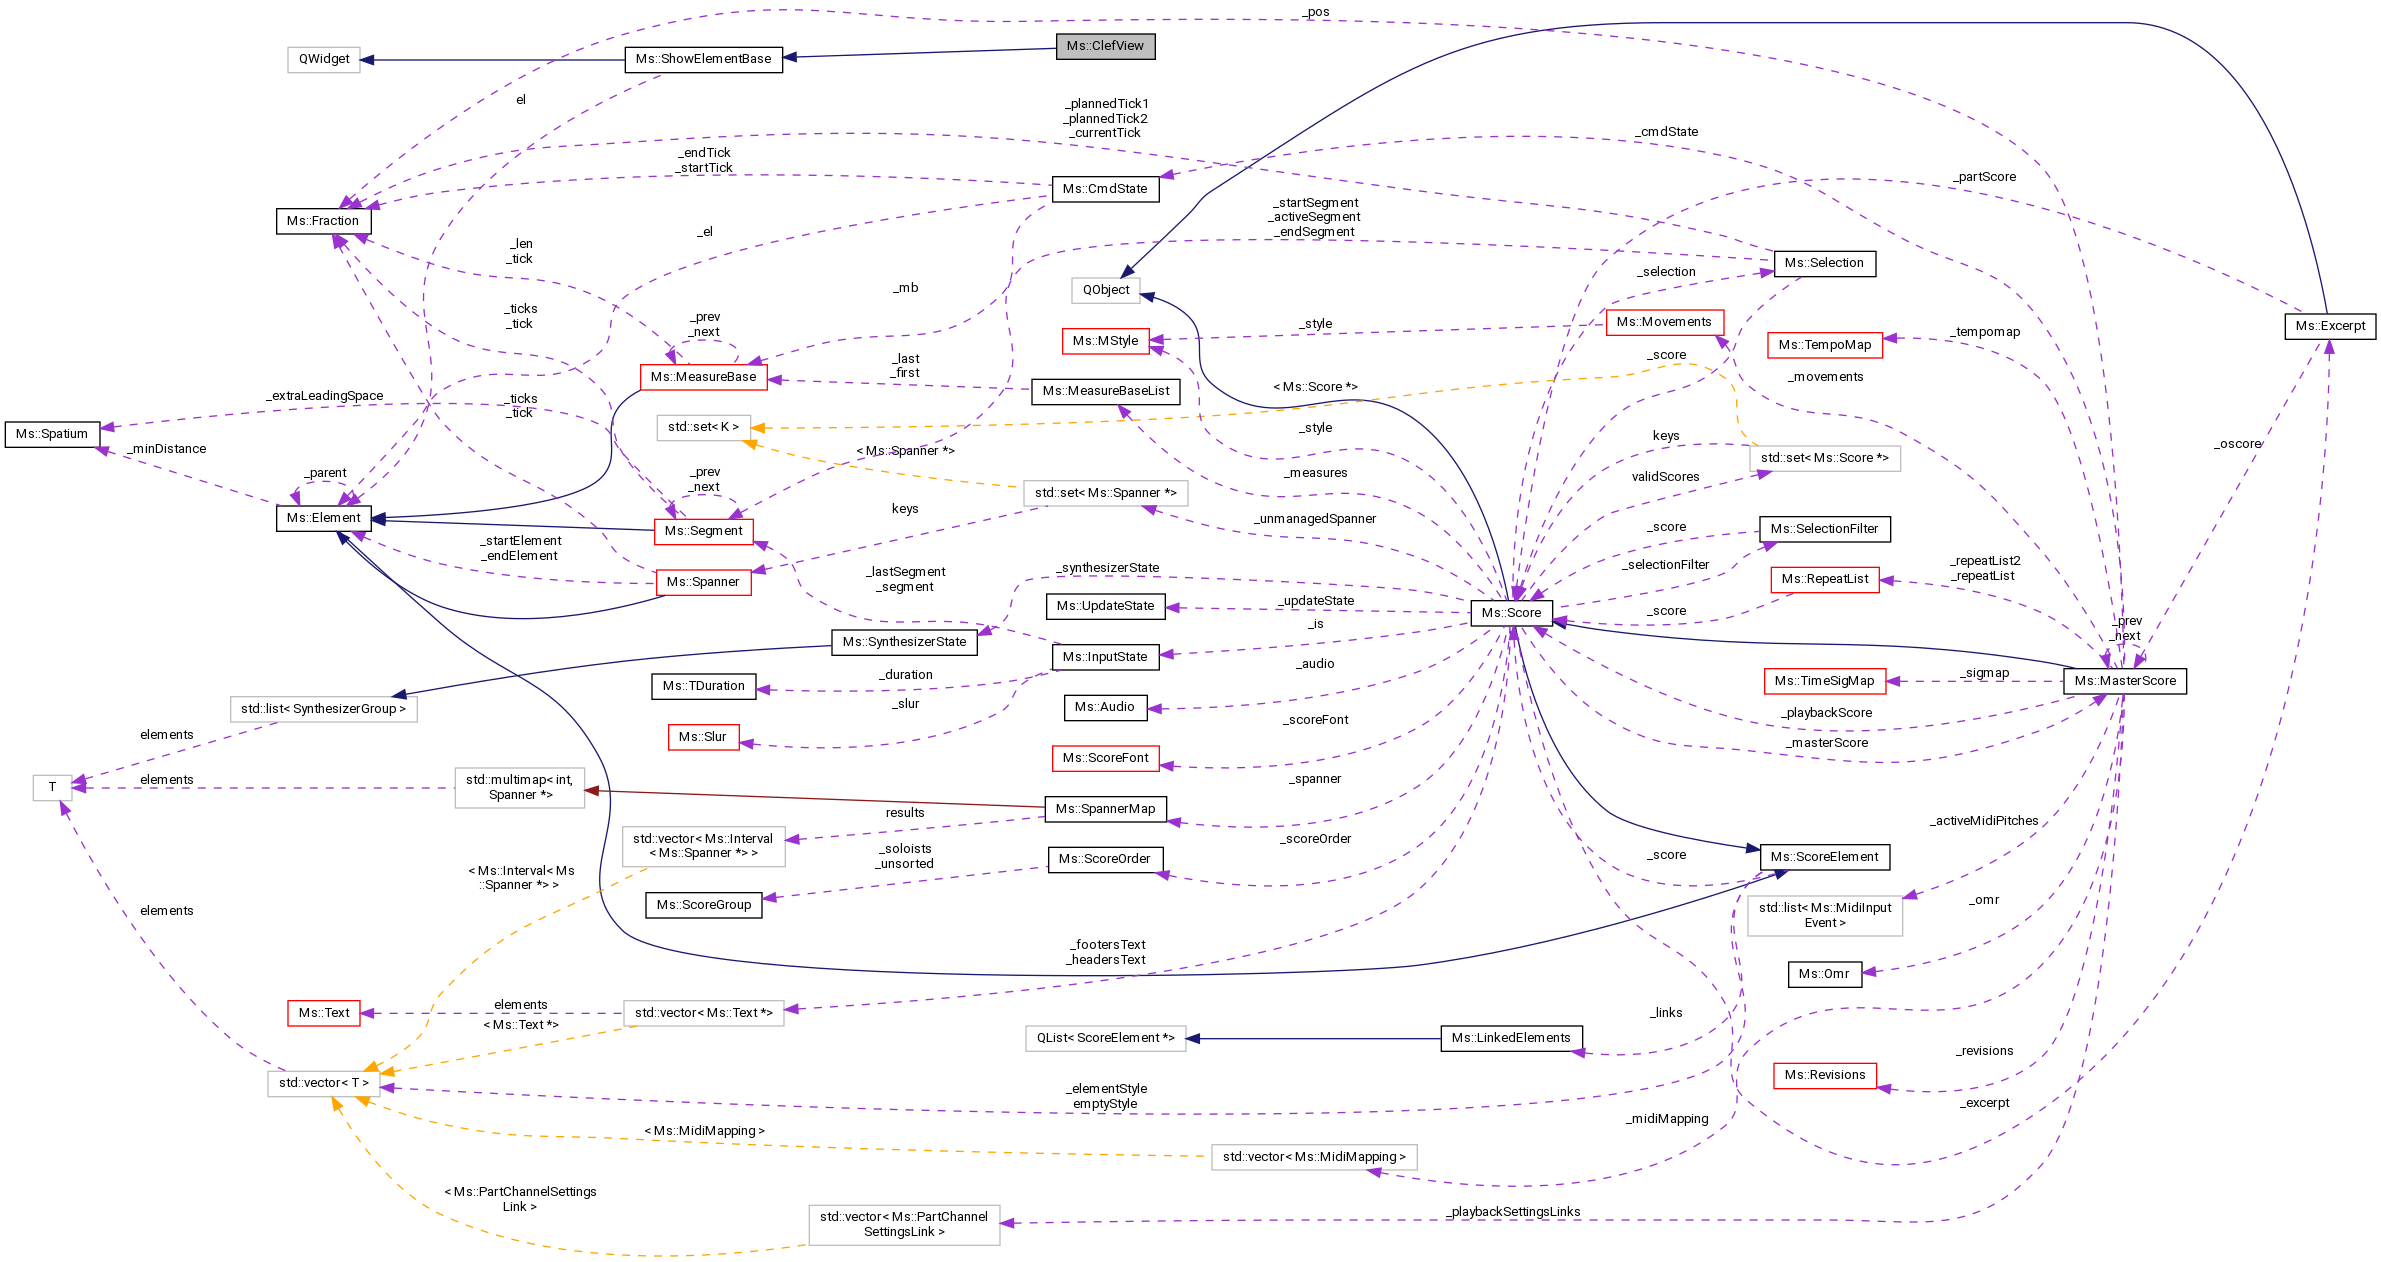 _pos
Ms::ClefView
QWidget
Ms::ShowElementBase
el
_plannedTick1
_plannedTick2
_currentTick
_cmdState
_endTick
_startTick
Ms::CmdState
_partScore
Ms::Fraction
_startSegment
_activeSegment
_endSegment
_el
_len
_tick
Ms::Selection
_selection
QObject
_mb
_ticks
_tick
_prev
_next
_style
Ms::Movements
Ms::MStyle
Ms::TempoMap
_tempomap
Ms::Excerpt
_last
_first
_score
Ms::MeasureBase
Ms::MeasureBaseList
< Ms::Score *>
_movements
_extraLeadingSpace
_ticks
_tick
std::set< K >
_style
Ms::Spatium
keys
_oscore
_minDistance
< Ms::Spanner *>
std::set< Ms::Score *>
_parent
_prev
_next
_measures
validScores
std::set< Ms::Spanner *>
keys
Ms::Element
_unmanagedSpanner
_score
Ms::SelectionFilter
Ms::Segment
_startElement
_endElement
_lastSegment
_segment
_synthesizerState
_selectionFilter
_repeatList2
_repeatList
Ms::Spanner
Ms::RepeatList
Ms::UpdateState
_updateState
Ms::Score
_score
_is
_prev
_next
Ms::SynthesizerState
Ms::InputState
_audio
_duration
_sigmap
Ms::TDuration
Ms::TimeSigMap
Ms::MasterScore
_slur
Ms::Audio
std::list< SynthesizerGroup >
_scoreFont
_playbackScore
elements
Ms::Slur
_masterScore
Ms::ScoreFont
elements
std::multimap< int,
Spanner *>
_spanner
T
Ms::SpannerMap
results
_activeMidiPitches
std::vector< Ms::Interval
< Ms::Spanner *> >
_scoreOrder
_soloists
_unsorted
Ms::ScoreOrder
_score
Ms::ScoreElement
< Ms::Interval< Ms
::Spanner *> >
Ms::ScoreGroup
elements
std::list< Ms::MidiInput
Event >
_omr
_footersText
_headersText
Ms::Omr
elements
Ms::Text
std::vector< Ms::Text *>
_links
< Ms::Text *>
QList< ScoreElement *>
Ms::LinkedElements
_revisions
Ms::Revisions
std::vector< T >
_elementStyle
emptyStyle
_excerpt
_midiMapping
< Ms::MidiMapping >
std::vector< Ms::MidiMapping >
< Ms::PartChannelSettings
Link >
_playbackSettingsLinks
std::vector< Ms::PartChannel
SettingsLink >